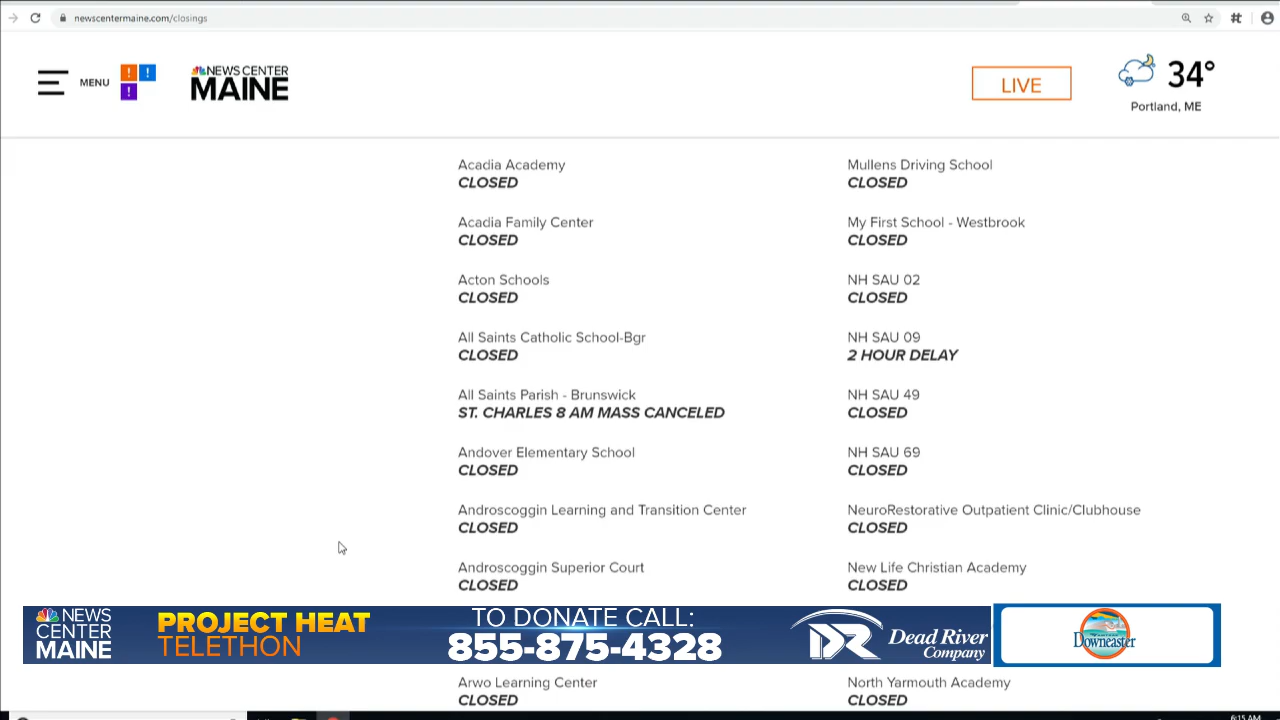 newscentermaine.com/closings
MENU
NEWS CENTER
MAINE
LIVE
34°
Portland, ME
Acadia Academy
CLOSED
Acadia Family Center
CLOSED
Acton Schools
CLOSED
All Saints Catholic School-Bgr
CLOSED
All Saints Parish - Brunswick
ST. CHARLES 8 AM MASS CANCELED
Andover Elementary School
CLOSED
Androscoggin Learning and Transition Center
CLOSED
Androscoggin Superior Court
CLOSED
Arwo Learning Center
CLOSED
Mullens Driving School
CLOSED
My First School - Westbrook
CLOSED
NH SAU 02
CLOSED
NH SAU 09
2 HOUR DELAY
NH SAU 49
CLOSED
NH SAU 69
CLOSED
NeuroRestorative Outpatient Clinic/Clubhouse
CLOSED
New Life Christian Academy
CLOSED
North Yarmouth Academy
CLOSED
NEWS
CENTER
MAINE
PROJECT HEAT
TELETHON
TO DONATE CALL:
855-875-4328
DR Dead River
Company
Downeaster
6:15 AM